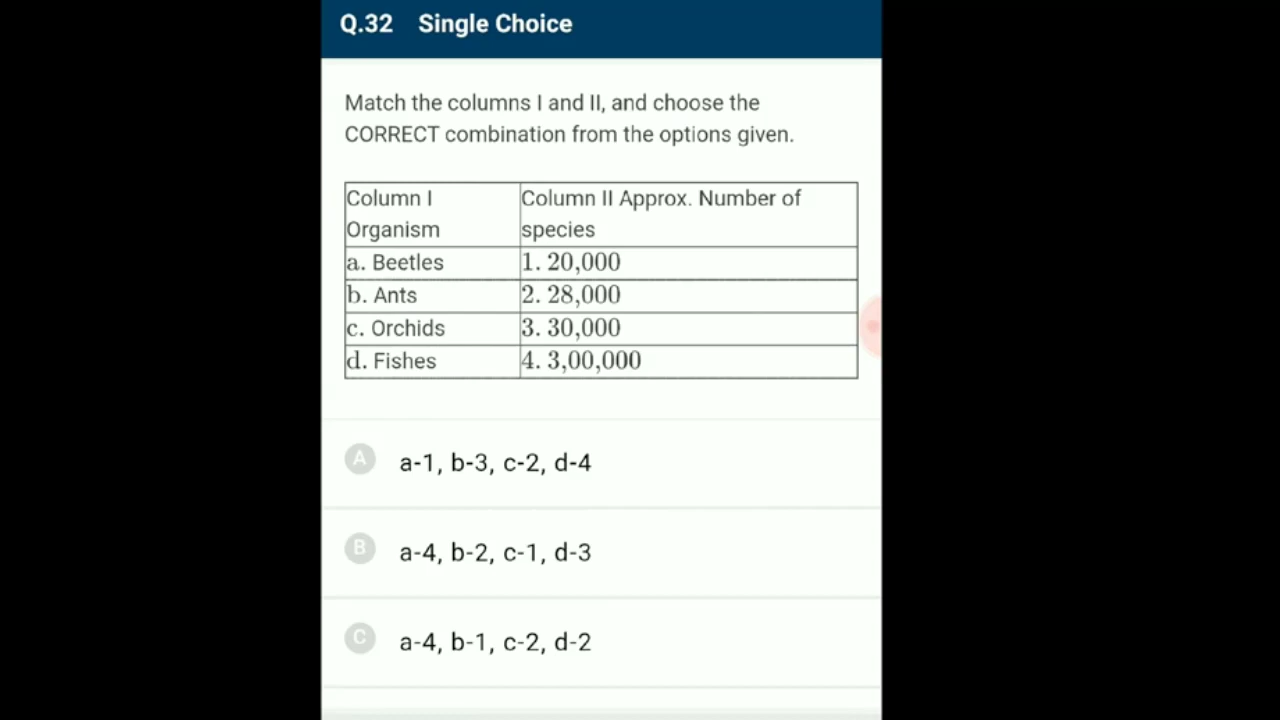 Q.32 Single Choice
Match the columns I and II, and choose the
CORRECT combination from the options given.
Column I
Organism
Column II Approx. Number of
species
a. Beetles
1. 20,000
b. Ants
2. 28,000
c. Orchids
3. 30,000
d. Fishes
4. 3,00,000
A a-1, b-3, c-2, d-4
B a-4, b-2, c-1, d-3
C a-4, b-1, c-2, d-2